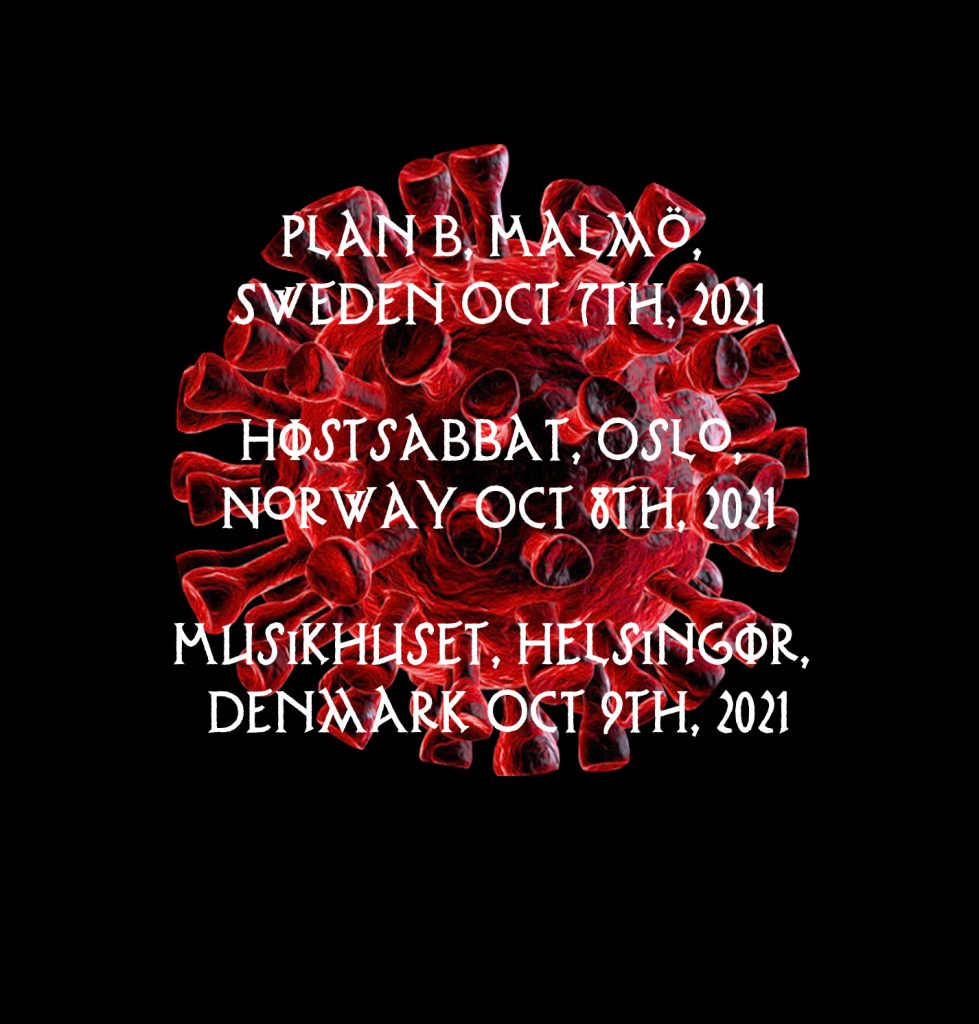 PLAN B, MALMÖ,
SWEDEN OCT 7TH, 2021
HØSTSABBAT, OSLO,
NORWAY OCT 8TH, 2021
MUSIKHUSET, HELSINGØR,
DENMARK OCT 9TH, 2021